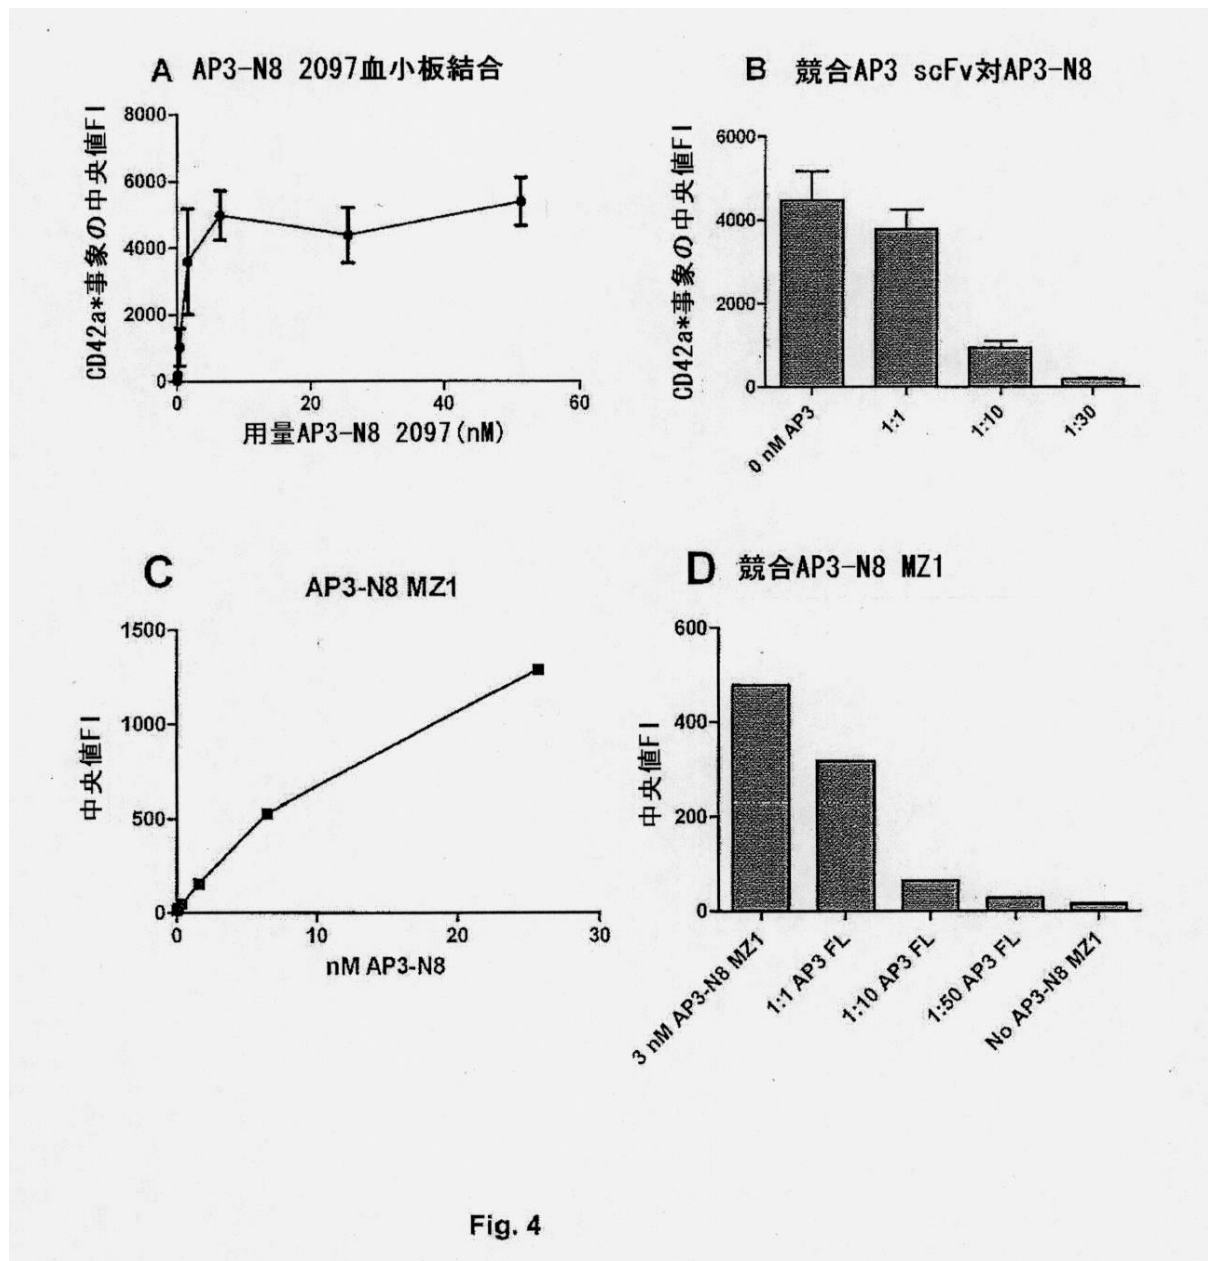 A AP3-N8 2097血小板結合
CD42a*事象の中央値FI
8000
6000
4000
2000
0
0 20 40 60
用量AP3-N8 2097(nM)
B 競合AP3 scFv対AP3-N8
CD42a*事象の中央値FI
6000
4000
2000
0
0 nM AP3
1:1
1:10
1:30
C
AP3-N8 MZ1
中央値FI
1500
1000
500
0
0 10 20 30
nM AP3-N8
D 競合AP3-N8 MZ1
中央値FI
600
400
200
0
3 nM AP3-N8 MZ1
1:1 AP3 FL
1:10 AP3 FL
1:50 AP3 FL
No AP3-N8 MZ1
Fig. 4